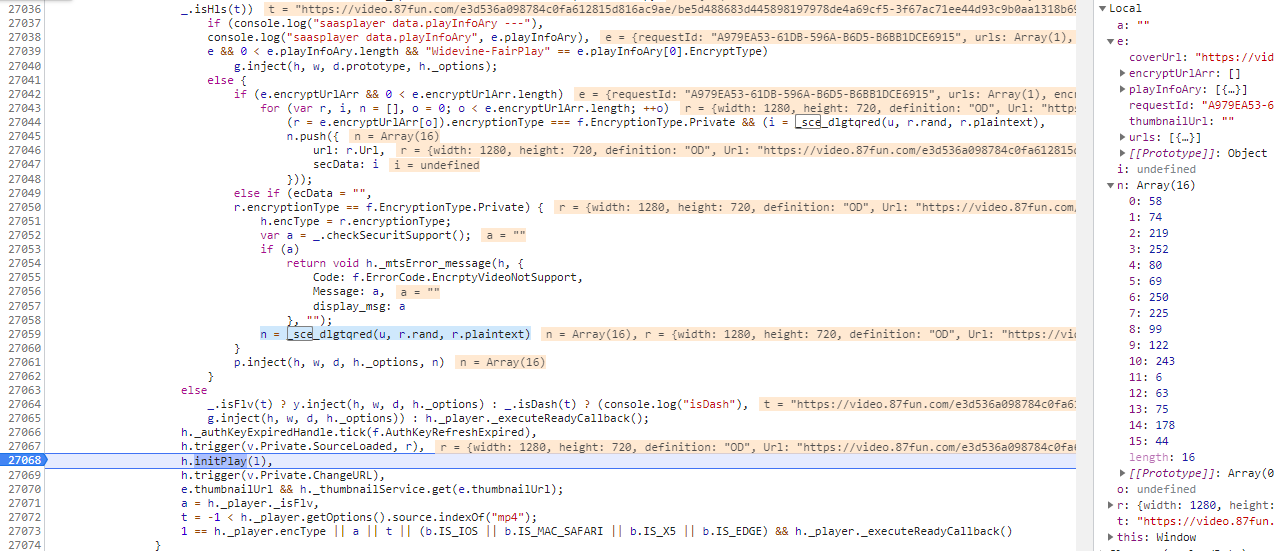 27036 _.isHls(t)) t = "https://video.87fun.com/e3d536a098784c0fa612815d816ac9ae/be5d488683d445898197978de4a69cf5-3f67ac71ee44d93c9b0aa1318b69
27037 if (console.log("saasplayer data.playInfoAry ---"),
27038 console.log("saasplayer data.playInfoAry", e.playInfoAry), e = {requestId: "A979EA53-61DB-596A-B6D5-B6BB1DCE6915", urls: Array(1),
27039 e && 0 < e.playInfoAry.length && "Widevine-FairPlay" == e.playInfoAry[0].EncryptType)
27040 g.inject(h, w, d.prototype, h._options);
27041 else {
27042 if (e.encryptUrlArr && 0 < e.encryptUrlArr.length) e = {requestId: "A979EA53-61DB-596A-B6D5-B6BB1DCE6915", urls: Array(1), enc
27043 for (var r, i, n = [], o = 0; o < e.encryptUrlArr.length; ++o) r = {width: 1280, height: 720, definition: "OD", Url: "https:/
27044 (r = e.encryptUrlArr[o]).encryptionType === f.EncryptionType.Private && (i = _sce_dlgtqred(u, r.rand, r.plaintext),
27045 n.push({ n = Array(16)
27046 url: r.Url, r = {width: 1280, height: 720, definition: "OD", Url: "https://video.87fun.com/e3d536a098784c0fa612815d
27047 secData: i i = undefined
27048 }));
27049 else if (ecData = "",
27050 r.encryptionType == f.EncryptionType.Private) { r = {width: 1280, height: 720, definition: "OD", Url: "https://video.87fun.com/
27051 h.encType = r.encryptionType;
27052 var a = _.checkSecuritSupport(); a = ""
27053 if (a)
27054 return void h._mtsError_message(h, {
27055 Code: f.ErrorCode.EncrptyVideoNotSupport,
27056 Message: a, a = ""
27057 display_msg: a
27058 }, "");
27059 n = _sce_dlgtqred(u, r.rand, r.plaintext) n = Array(16), r = {width: 1280, height: 720, definition: "OD", Url: "https://vi
27060 }
27061 p.inject(h, w, d, h._options, n) n = Array(16)
27062 }
27063 else
27064 _.isFlv(t) ? y.inject(h, w, d, h._options) : _.isDash(t) ? (console.log("isDash"), t = "https://video.87fun.com/e3d536a098784c0fa61
27065 g.inject(h, w, d, h._options)) : h._player._executeReadyCallback();
27066 h._authKeyExpiredHandle.tick(f.AuthKeyRefreshExpired),
27067 h.trigger(v.Private.SourceLoaded, r), r = {width: 1280, height: 720, definition: "OD", Url: "https://video.87fun.com/e3d536a098784c0
27068 h.initPlay(l),
27069 h.trigger(v.Private.ChangeURL),
27070 e.thumbnailUrl && h._thumbnailService.get(e.thumbnailUrl);
27071 a = h._player._isFlv,
27072 t = -1 < h._player.getOptions().source.indexOf("mp4");
27073 1 == h._player.encType || a || t || (b.IS_IOS || b.IS_MAC_SAFARI || b.IS_X5 || b.IS_EDGE) && h._player._executeReadyCallback()
27074 }
Local
a: ""
e:
coverUrl: "https://vid
encryptUrlArr: []
playInfoAry: [{…}]
requestId: "A979EA53-6
thumbnailUrl: ""
urls: [{…}]
[[Prototype]]: Object
i: undefined
n: Array(16)
0: 58
1: 74
2: 219
3: 252
4: 80
5: 69
6: 250
7: 225
8: 99
9: 122
10: 243
11: 6
12: 63
13: 75
14: 178
15: 44
length: 16
[[Prototype]]: Array(0
o: undefined
r: {width: 1280, height:
t: "https://video.87fun.
this: Window